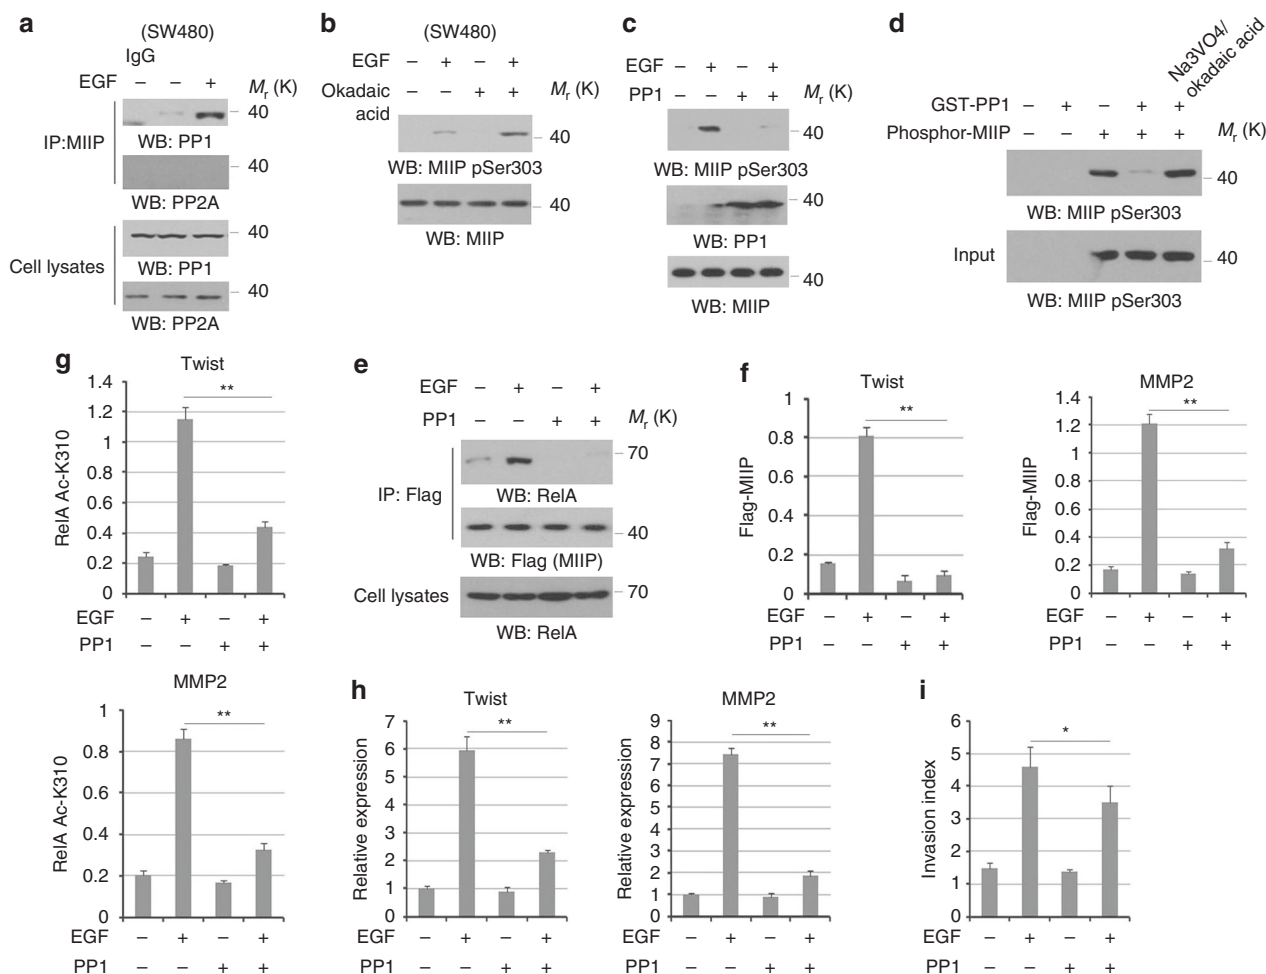 a
(SW480)
IgG
EGF – – + Mr (K)
IP:MIIP
40
WB: PP1
40
WB: PP2A
Cell lysates
40
WB: PP1
40
WB: PP2A
b
(SW480)
EGF – + – +
Okadaic acid – – + + Mr (K)
40
WB: MIIP pSer303
40
WB: MIIP
c
EGF – + – +
PP1 – – + + Mr (K)
40
WB: MIIP pSer303
40
WB: PP1
40
WB: MIIP
d
Na3VO4/
okadaic acid
GST-PP1 – + – + +
Phosphor-MIIP – – + + + Mr (K)
40
WB: MIIP pSer303
Input
40
WB: MIIP pSer303
g
Twist
RelA Ac-K310
1.4
1.2
1
0.8
0.6
0.4
0.2
0
**
EGF – + – +
PP1 – – + +
MMP2
RelA Ac-K310
1
0.8
0.6
0.4
0.2
0
**
EGF – + – +
PP1 – – + +
e
EGF – + – +
PP1 – – + + Mr (K)
IP: Flag
70
WB: RelA
40
WB: Flag (MIIP)
Cell lysates
70
WB: RelA
f
Twist
Flag-MIIP
1
0.8
0.6
0.4
0.2
0
**
EGF – + – +
PP1 – – + +
MMP2
Flag-MIIP
1.4
1.2
1
0.8
0.6
0.4
0.2
0
**
EGF – + – +
PP1 – – + +
h
Twist
Relative expression
7
6
5
4
3
2
1
0
**
EGF – + – +
PP1 – – + +
MMP2
Relative expression
9
8
7
6
5
4
3
2
1
0
**
EGF – + – +
PP1 – – + +
i
Invasion index
6
5
4
3
2
1
0
*
EGF – + – +
PP1 – – + +